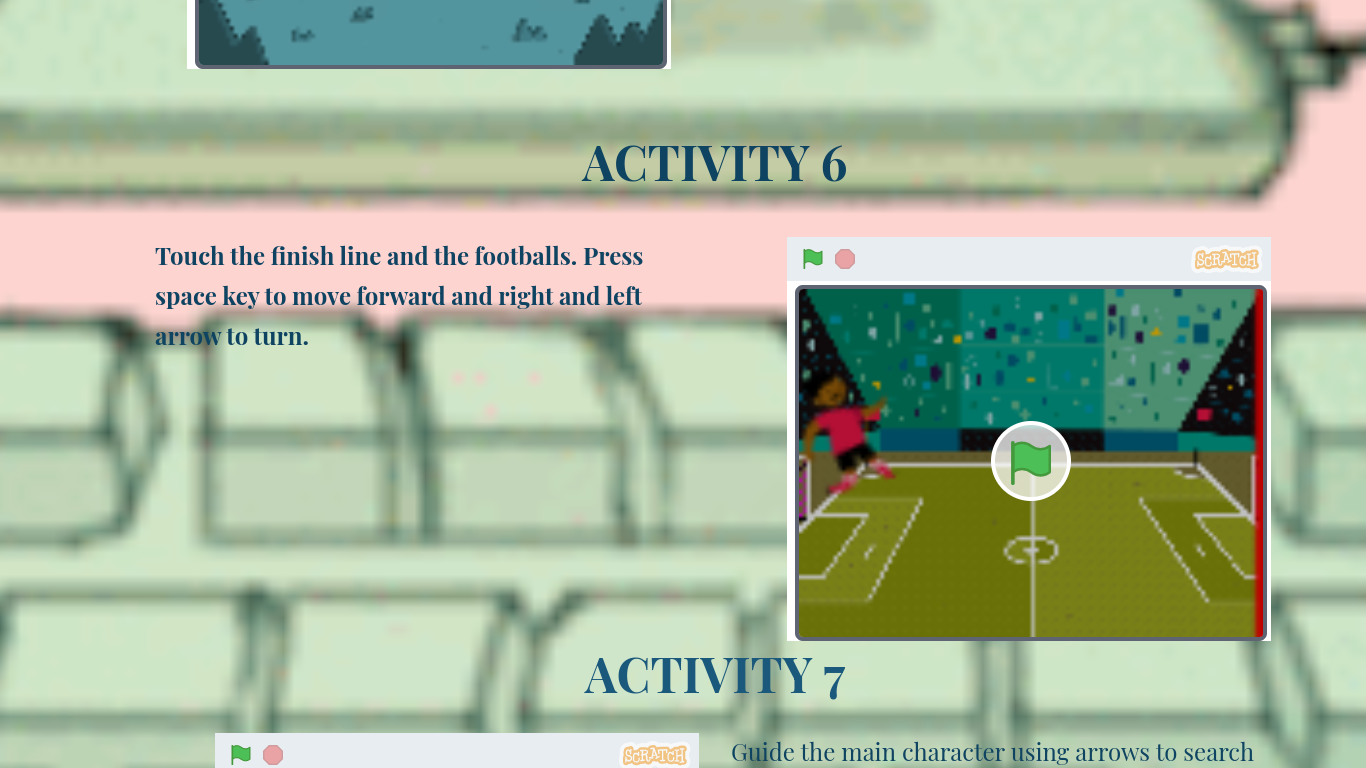 ACTIVITY 6
Touch the finish line and the footballs. Press
space key to move forward and right and left
arrow to turn.
SCRATCH
ACTIVITY 7
SCRATCH
Guide the main character using arrows to search